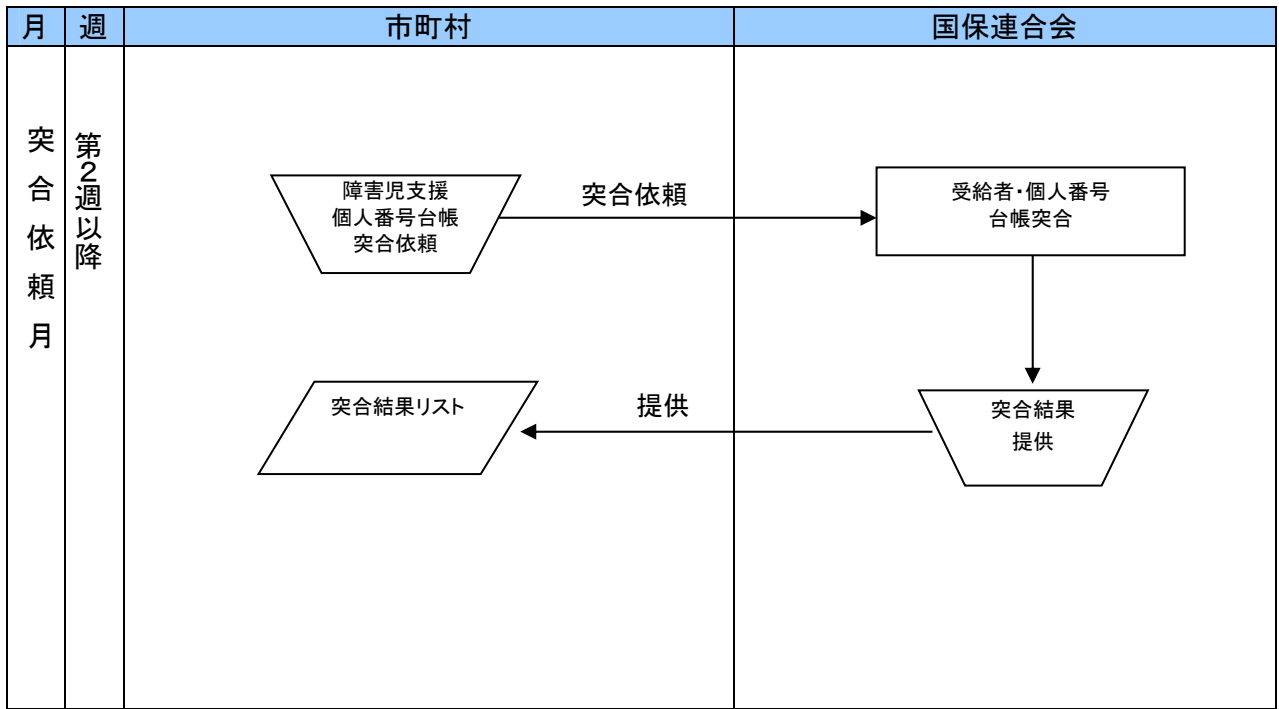 月
週
市町村
国保連合会
突合依頼月
第2週以降
障害児支援
個人番号台帳
突合依頼
突合依頼
受給者・個人番号
台帳突合
突合結果リスト
提供
突合結果
提供